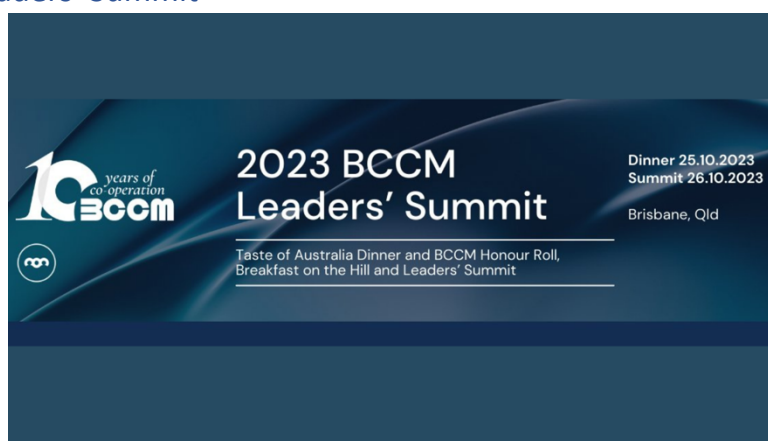 Summit
10 years of
co-operation
BCCM
2023 BCCM
Leaders' Summit
Taste of Australia Dinner and BCCM Honour Roll,
Breakfast on the Hill and Leaders' Summit
Dinner 25.10.2023
Summit 26.10.2023
Brisbane, Qld